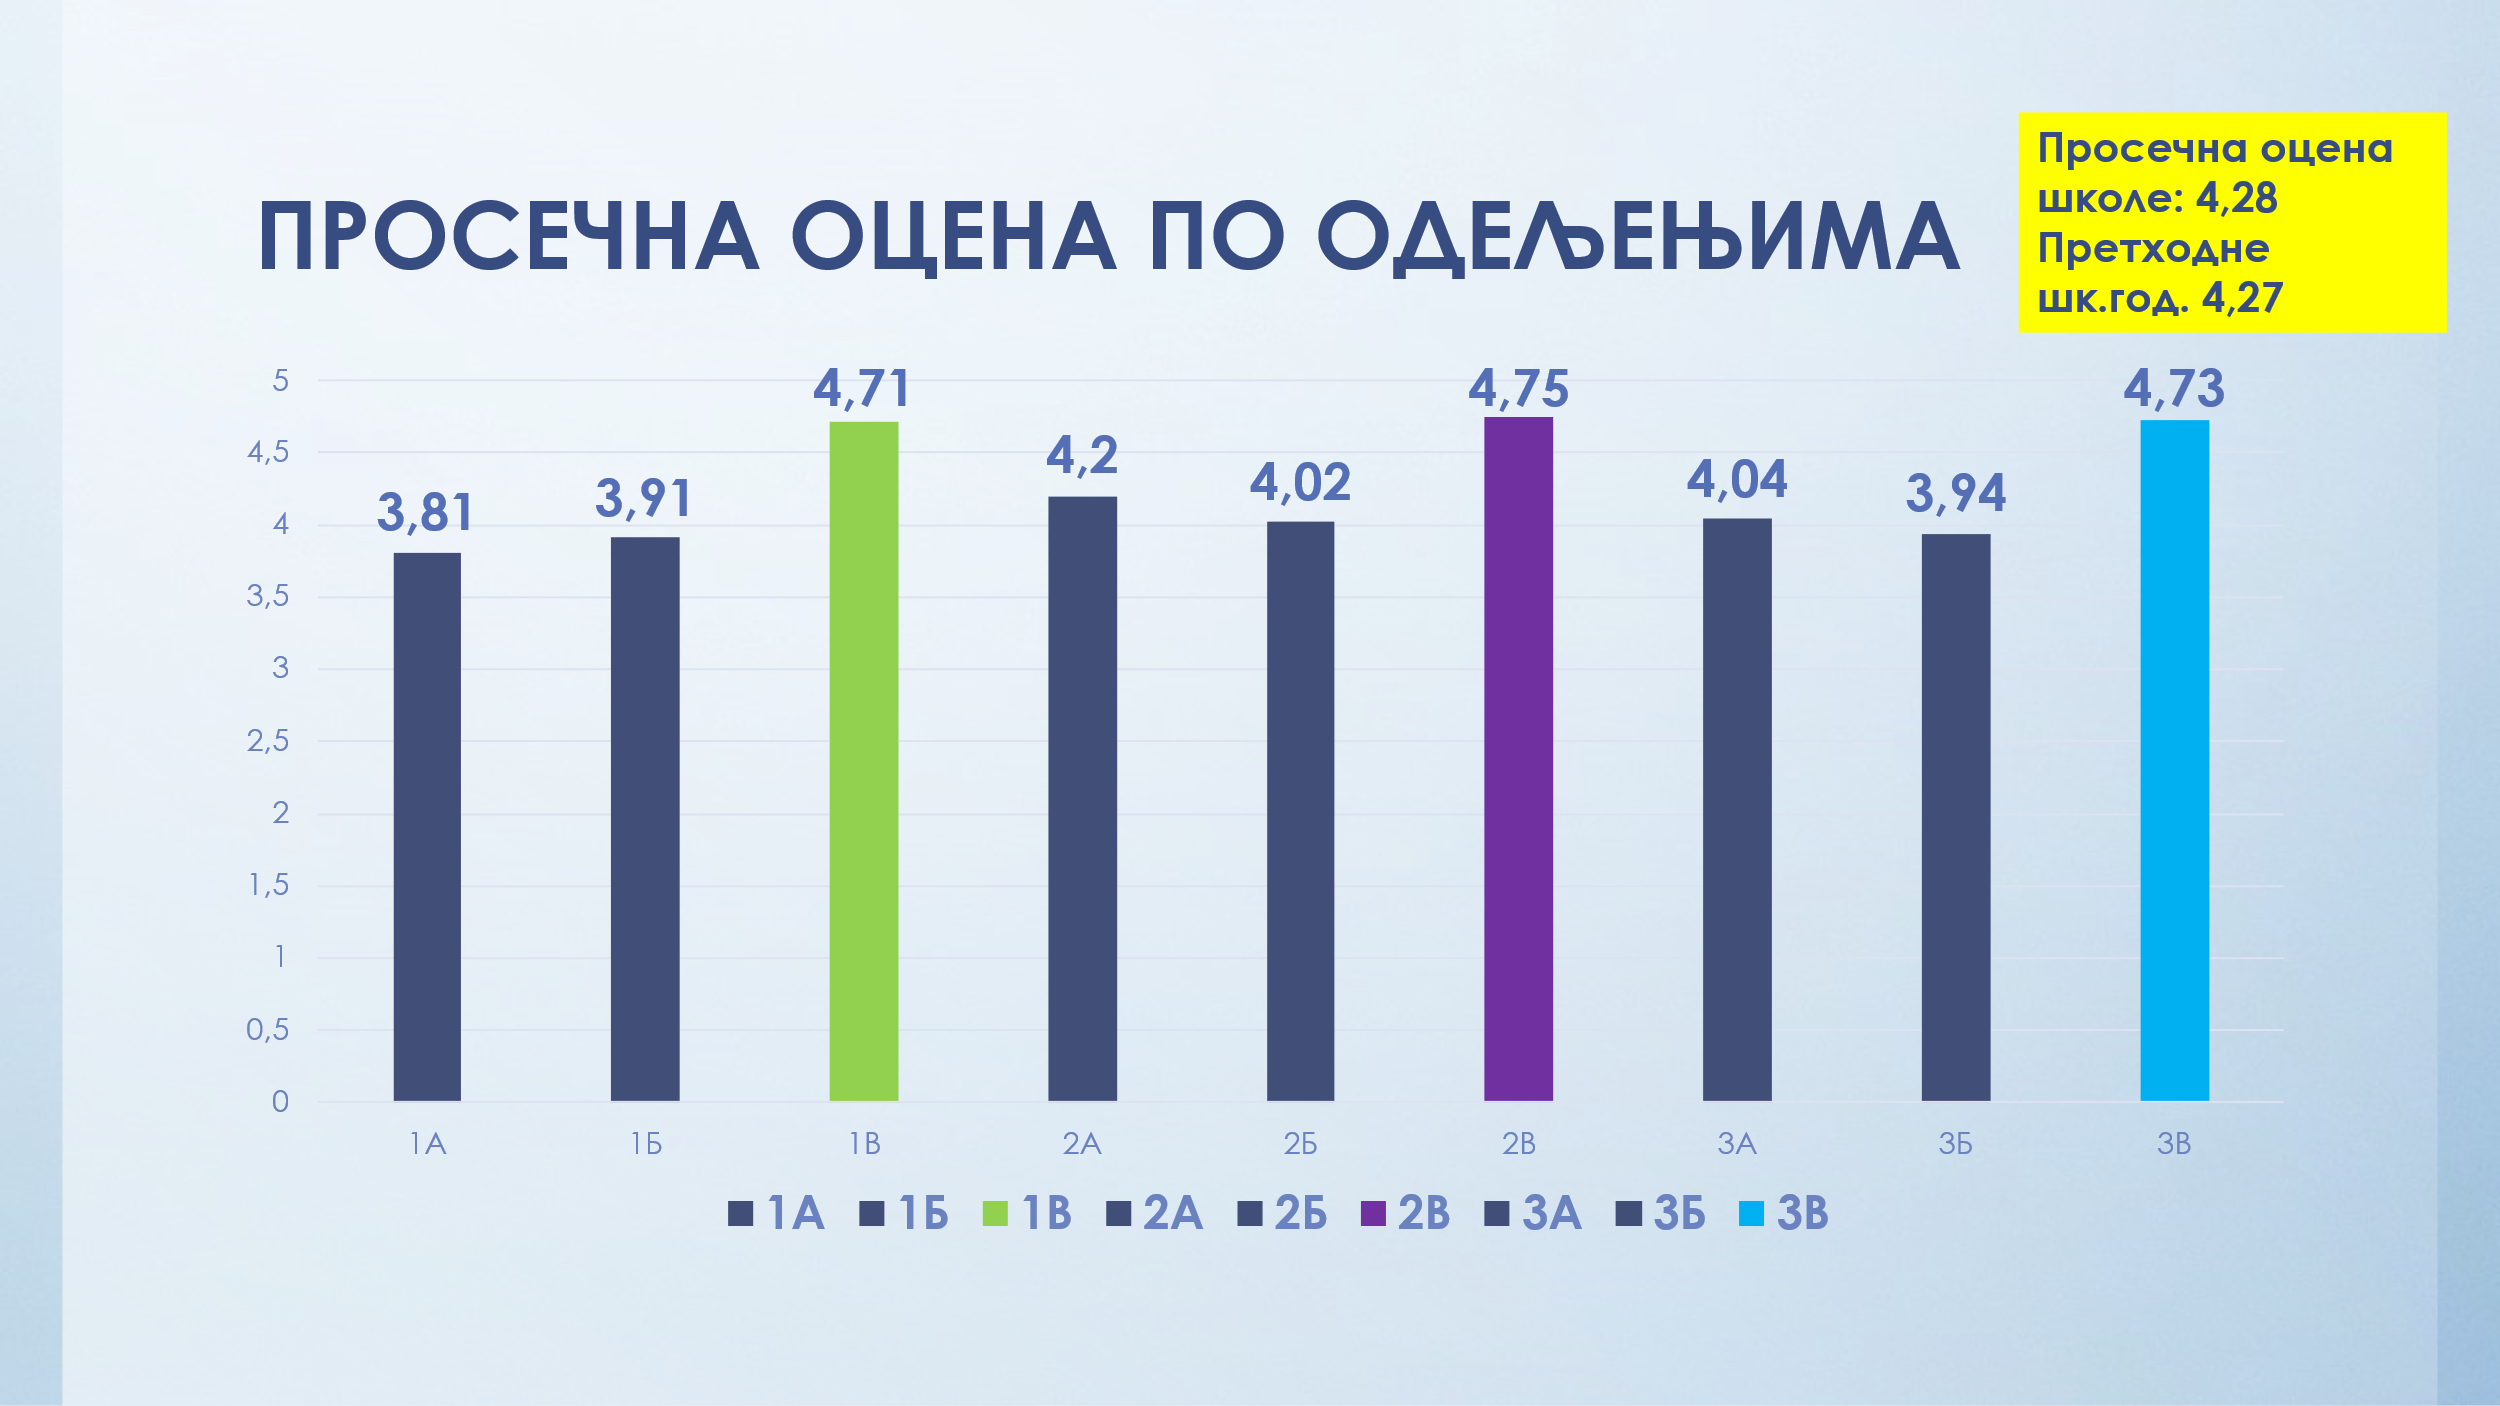 Просечна оцена
школе: 4,28
Претходне
шк.год. 4,27
ПРОСЕЧНА ОЦЕНА ПО ОДЕЉЕЊИМА
5
4,5
4
3,5
3
2,5
2
1,5
1
0,5
0
3,81
3,91
4,71
4,2
4,02
4,75
4,04
3,94
4,73
1А 1Б 1В 2А 2Б 2В 3А 3Б 3В
1А 1Б 1В 2А 2Б 2В 3А 3Б 3В